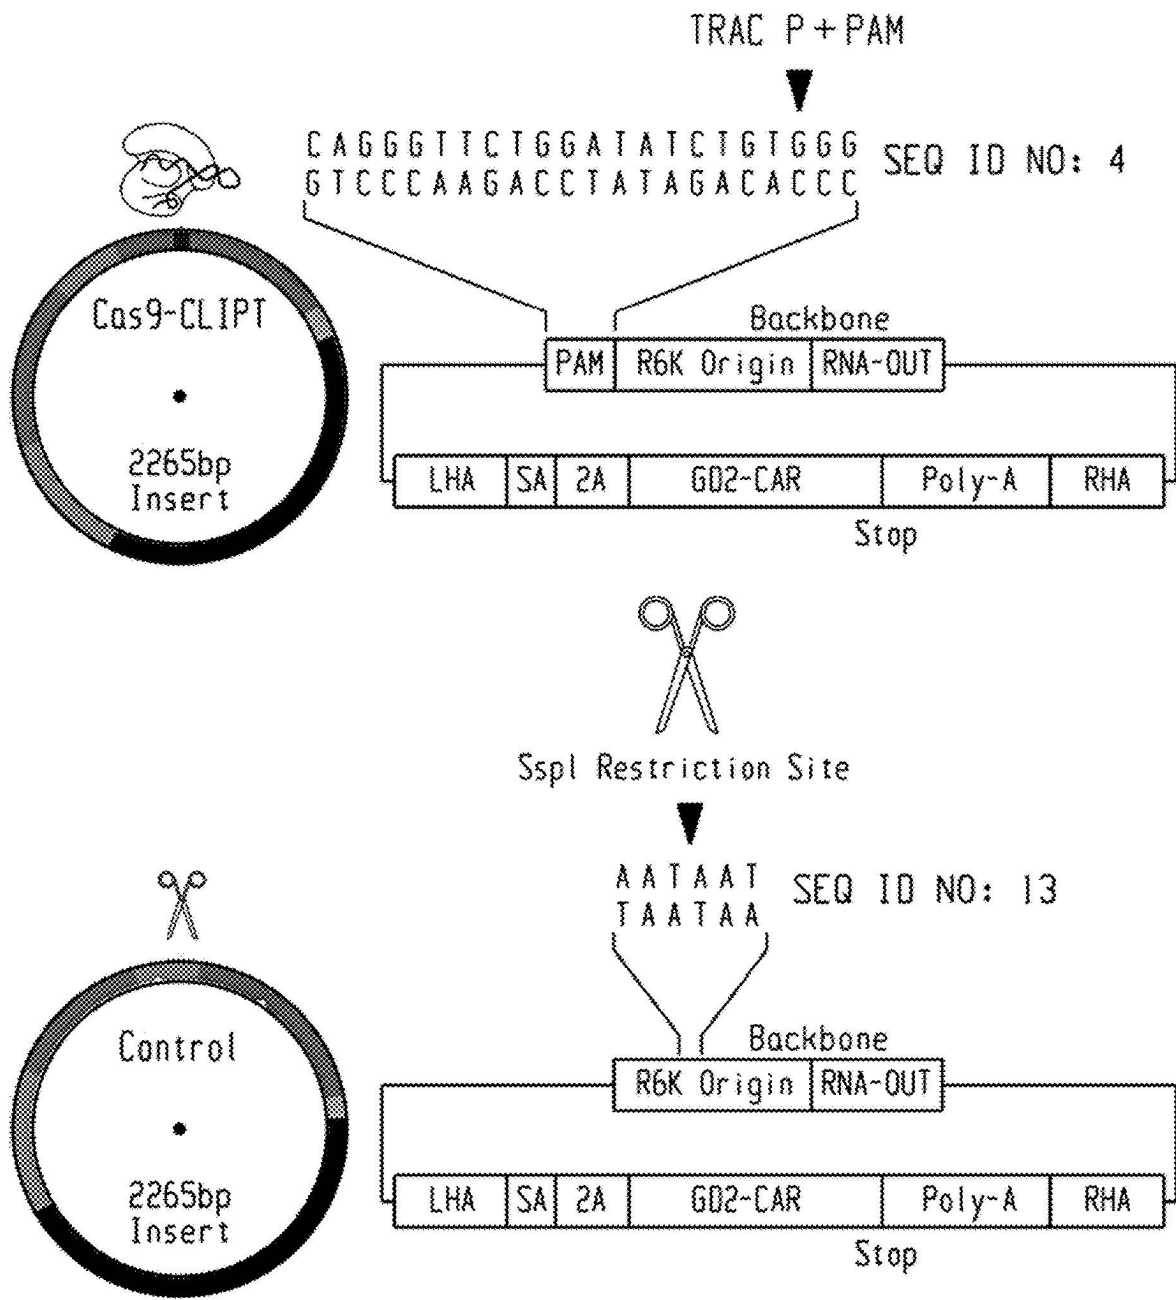 TRAC P+PAM
CAGGGTTCTGGATATCTGTGGG
GTCCCAAGACCTATAGACACCC
SEQ ID NO: 4
Cas9-CLIPT
2265bp
Insert
Backbone
PAM R6K Origin RNA-OUT
LHA SA 2A GD2-CAR Poly-A RHA
Stop
SspI Restriction Site
AATAAT
TAATAA
SEQ ID NO: 13
Control
2265bp
Insert
Backbone
R6K Origin RNA-OUT
LHA SA 2A GD2-CAR Poly-A RHA
Stop